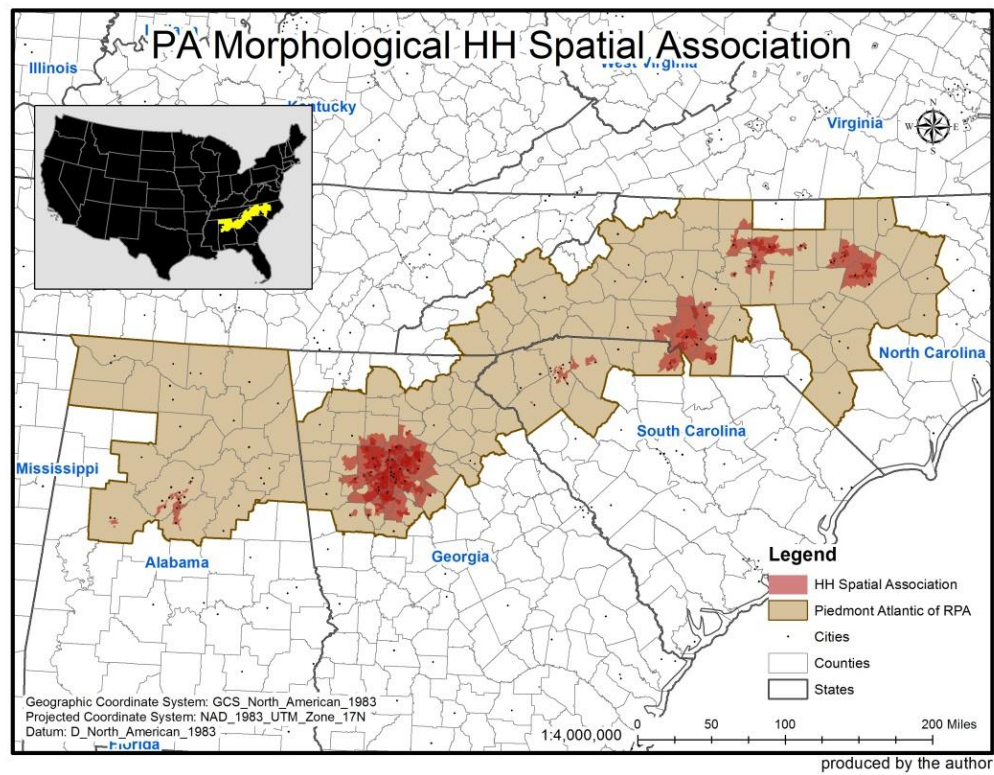 PA Morphological HH Spatial Association
Illinois
West Virginia
Kentucky
Virginia
N
W E
S
North Carolina
South Carolina
Mississippi
Alabama
Georgia
Legend
HH Spatial Association
Piedmont Atlantic of RPA
Cities
Counties
States
Geographic Coordinate System: GCS_North_American_1983
Projected Coordinate System: NAD_1983_UTM_Zone_17N
Datum: D_North_American_1983
Florida
1:4,000,000
0 50 100 200 Miles
produced by the author